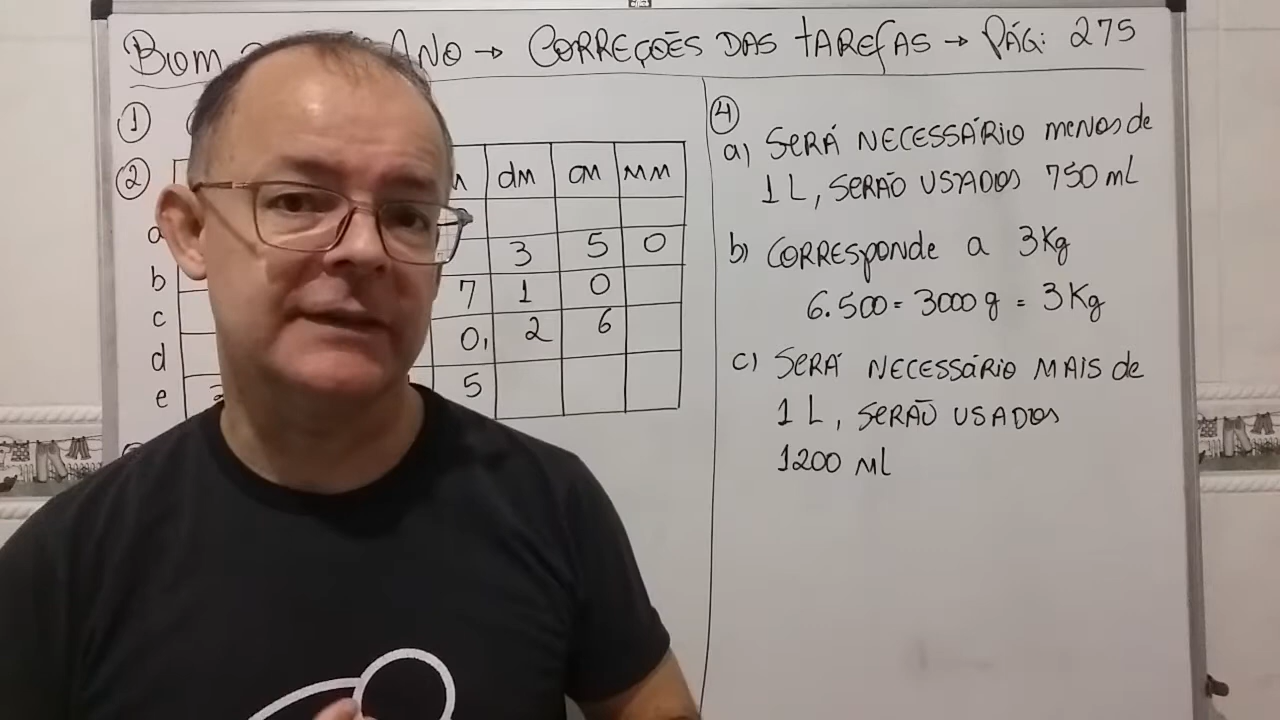 BOM ANO → CORREÇÕES DAS TAREFAS → PÁG: 275
①
② dm cm mm
a 3 5 0
b 7 1 0
c 0, 2 6
d
e 5
④
a) SERÁ NECESSÁRIO menos de
1 L, SERÃO USADOS 750 ml
b) CORRESponde a 3Kg
6.500 = 3000 g = 3 Kg
c) SERÁ NECESSáRIO MAIS de
1 L, SERÃO USADOS
1200 ml